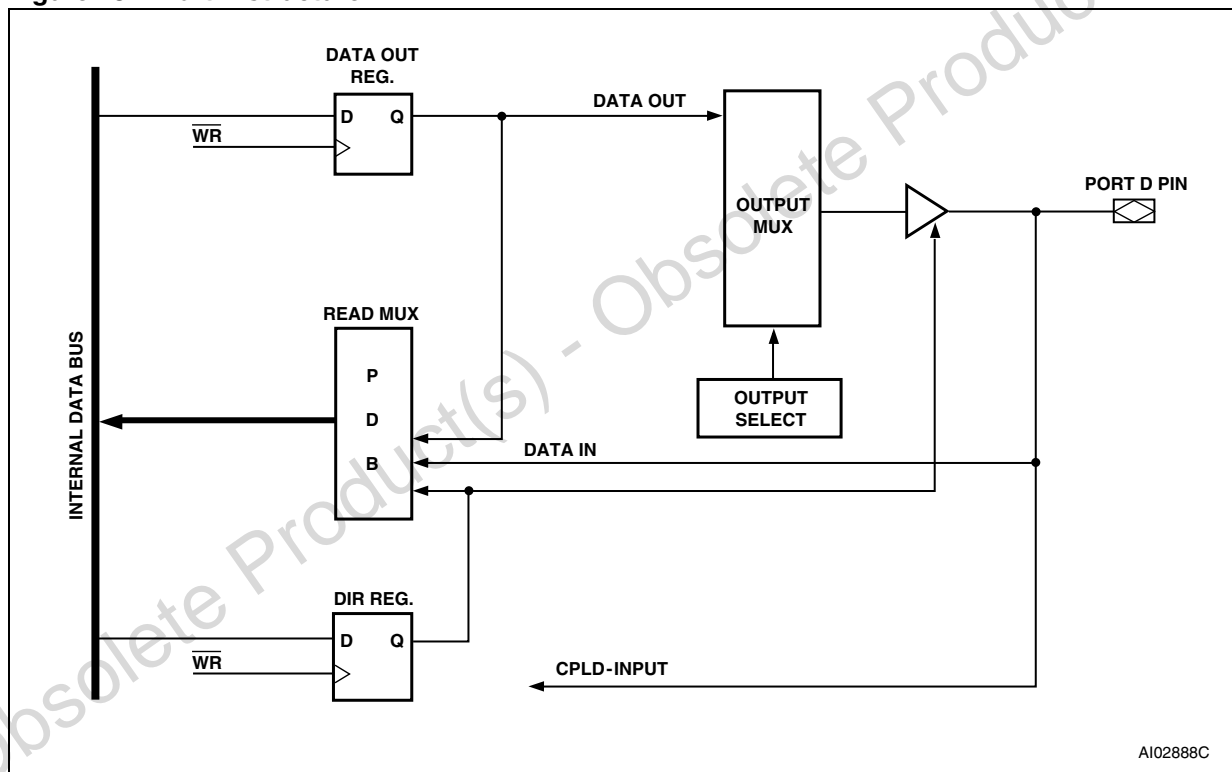 DATA OUT
REG.
D Q
WR
DATA OUT
OUTPUT
MUX
PORT D PIN
READ MUX
P
D
B
INTERNAL DATA BUS
OUTPUT
SELECT
DATA IN
DIR REG.
D Q
WR
CPLD-INPUT
AI02888C
Obsolete Product(s) - Obsolete Produc